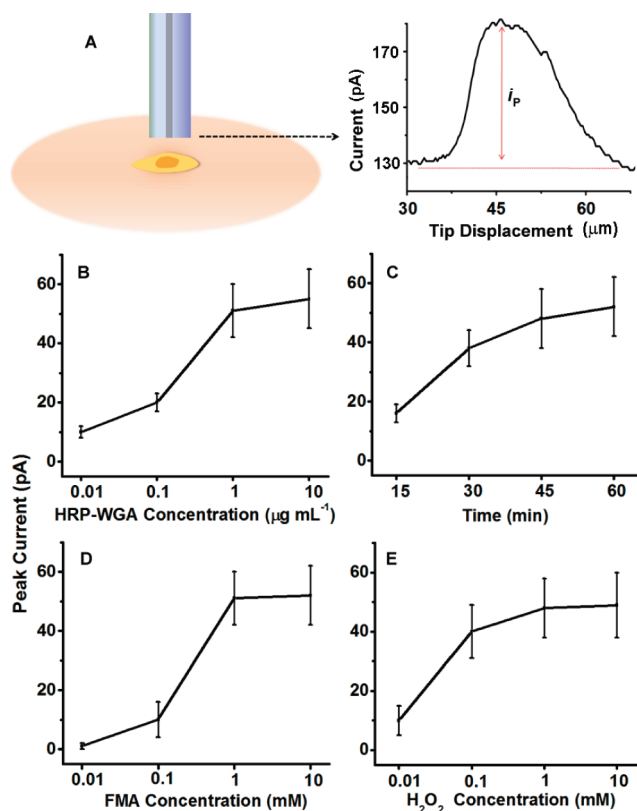 A
Current (pA)
170
150
130
iP
30
45
60
Tip Displacement (μm)
Peak Current (pA)
B
60
40
20
0
0.01
0.1
1
10
HRP-WGA Concentration (μg mL⁻¹)
C
60
40
20
0
15
30
45
60
Time (min)
D
60
40
20
0
0.01
0.1
1
10
FMA Concentration (mM)
E
60
40
20
0
0.01
0.1
1
10
H₂O₂ Concentration (mM)